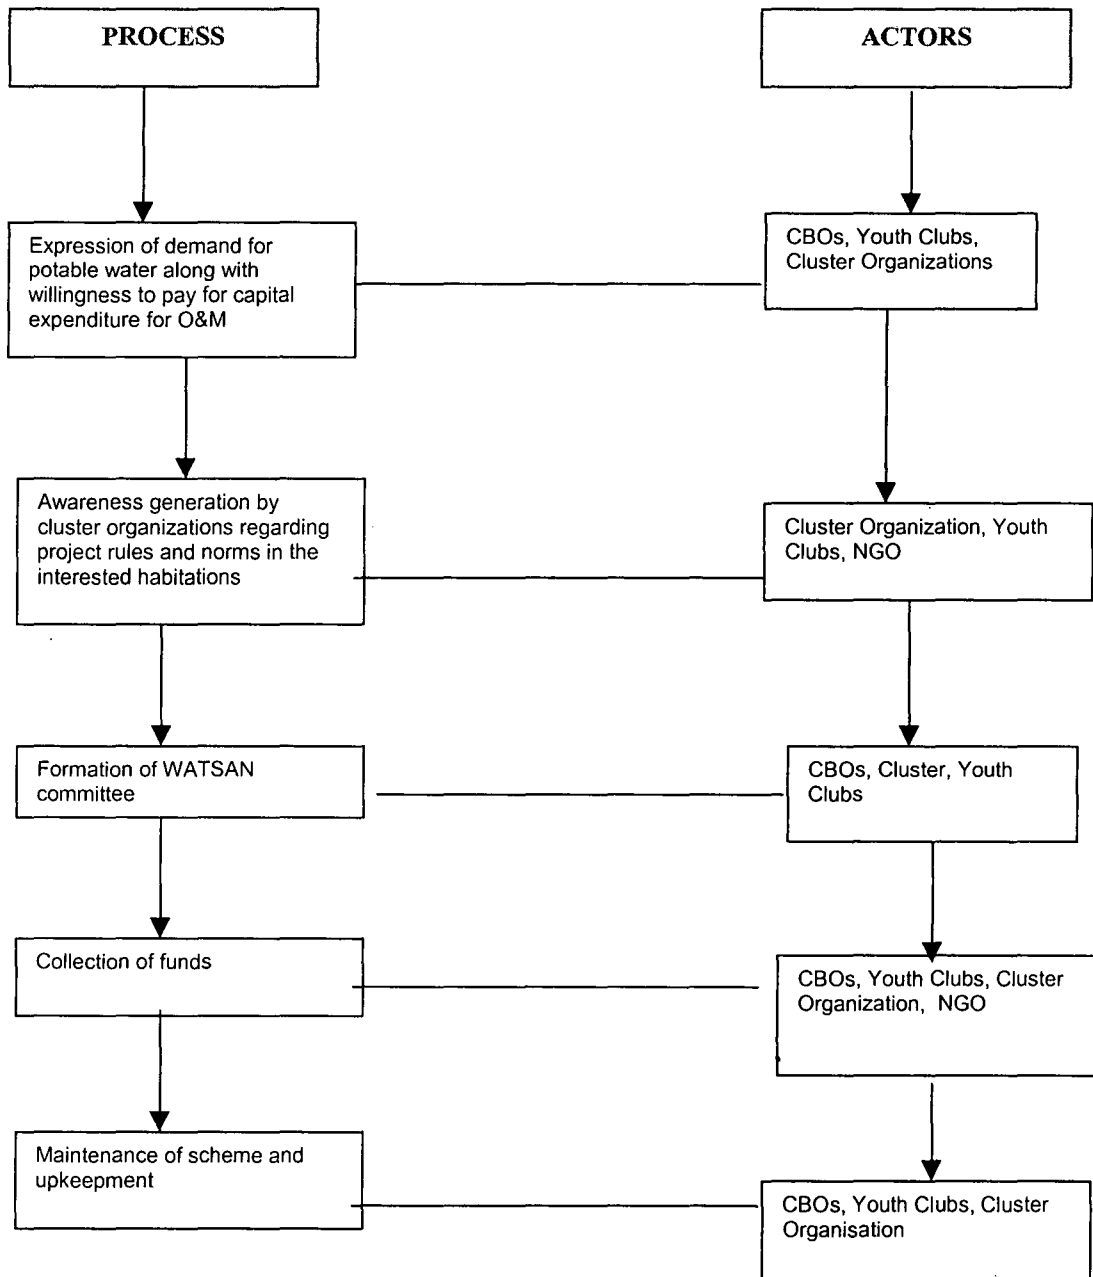 PROCESS
ACTORS
Expression of demand for
potable water along with
willingness to pay for capital
expenditure for O&M
CBOs, Youth Clubs,
Cluster Organizations
Awareness generation by
cluster organizations regarding
project rules and norms in the
interested habitations
Cluster Organization, Youth
Clubs, NGO
Formation of WATSAN
committee
CBOs, Cluster, Youth
Clubs
Collection of funds
CBOs, Youth Clubs, Cluster
Organization, NGO
Maintenance of scheme and
upkeepment
CBOs, Youth Clubs, Cluster
Organisation